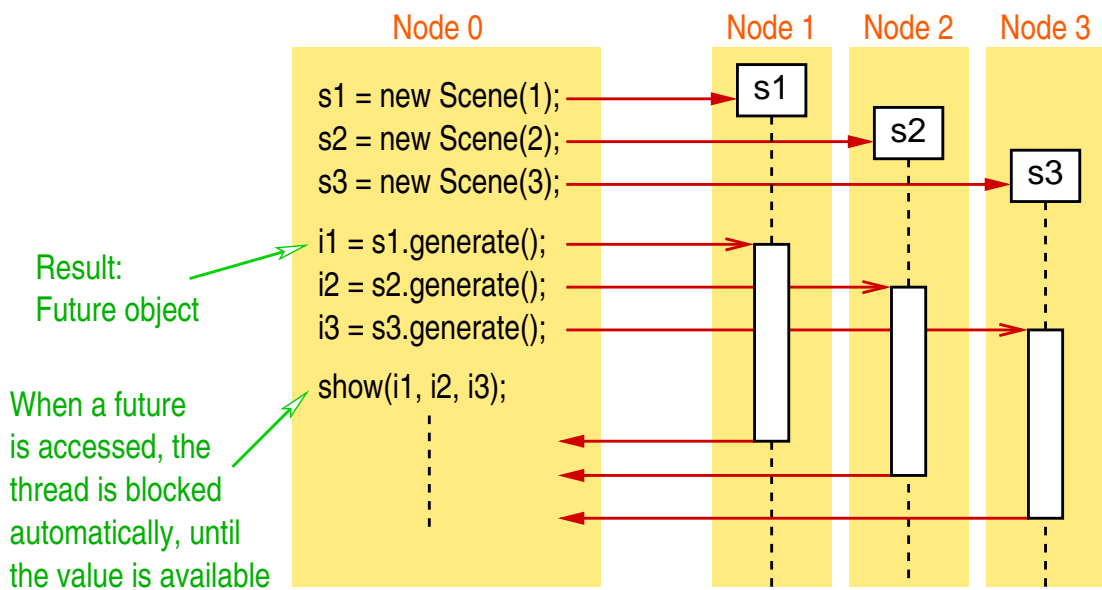 Node 0
Node 1
Node 2
Node 3
s1 = new Scene(1);
s1
s2 = new Scene(2);
s2
s3 = new Scene(3);
s3
i1 = s1.generate();
i2 = s2.generate();
i3 = s3.generate();
show(i1, i2, i3);
Result:
Future object
When a future
is accessed, the
thread is blocked
automatically, until
the value is available